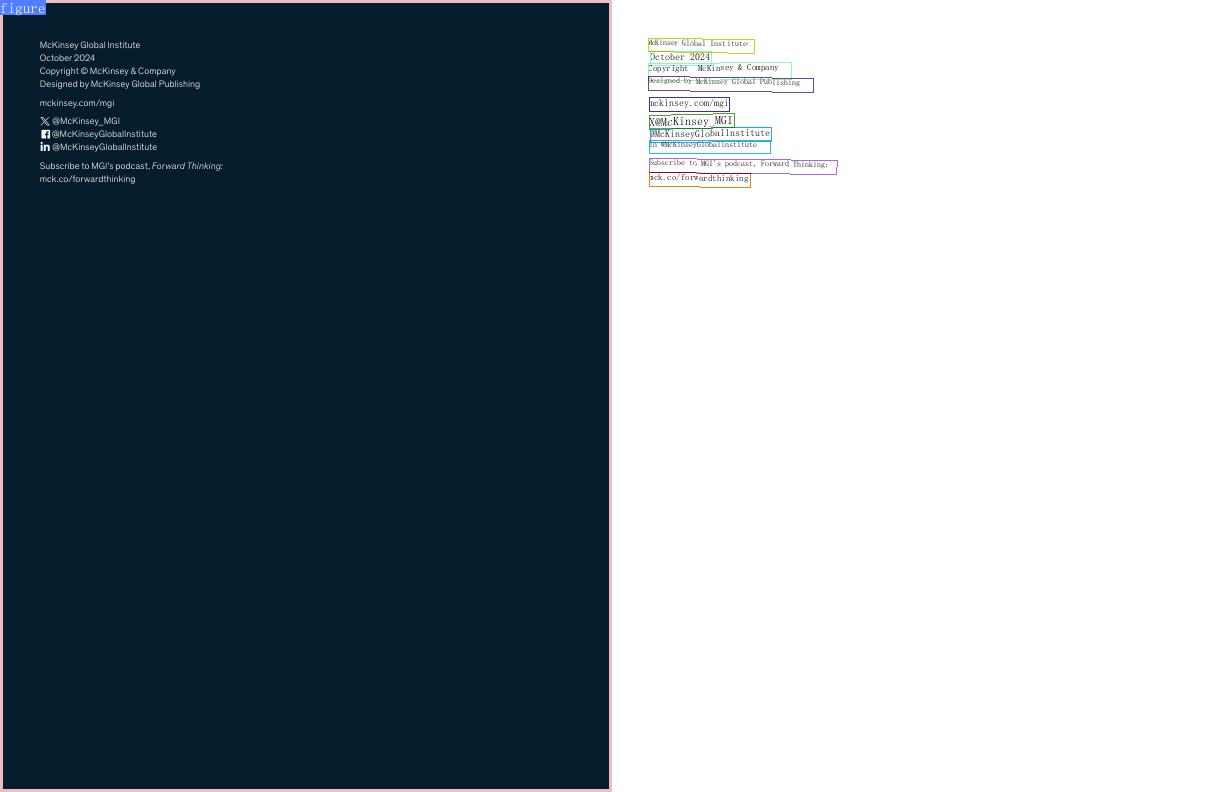 figure
McKinsey Global Institute
October 2024
Copyright © McKinsey & Company
Designed by McKinsey Global Publishing
mckinsey.com/mgi
@McKinsey_MGI
@McKinseyGlobalInstitute
in @McKinseyGlobalInstitute
Subscribe to MGI's podcast, Forward Thinking:
mck.co/forwardthinking
McKinsey Global Institute
October 2024
Copyright McKinsey & Company
Designed by McKinsey Global Publishing
mckinsey.com/mgi
X@McKinsey_MGI
@McKinseyGloballnstitute
in @McKinseyGlobalInstitute
Subscribe to MGI's podcast, Forward Thinking:
mck.co/forwardthinking